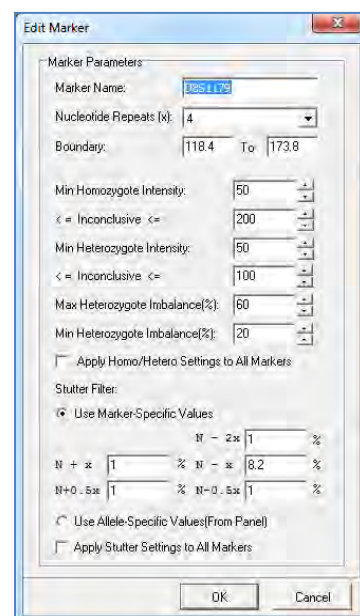 Edit Marker
Marker Parameters
Marker Name: D8S1179
Nucleotide Repeats (x): 4
Boundary: 118.4 To 173.8
Min Homozygote Intensity: 50
< = Inconclusive <= 200
Min Heterozygote Intensity: 50
< = Inconclusive <= 100
Max Heterozygote Imbalance(%): 60
Min Heterozygote Imbalance(%): 20
Apply Homo/Hetero Settings to All Markers
Stutter Filter:
Use Marker-Specific Values
N - 2x 1 %
N + x 1 % N - x 8.2 %
N+0.5x 1 % N-0.5x 1 %
Use Allele-Specific Values(From Panel)
Apply Stutter Settings to All Markers
OK Cancel